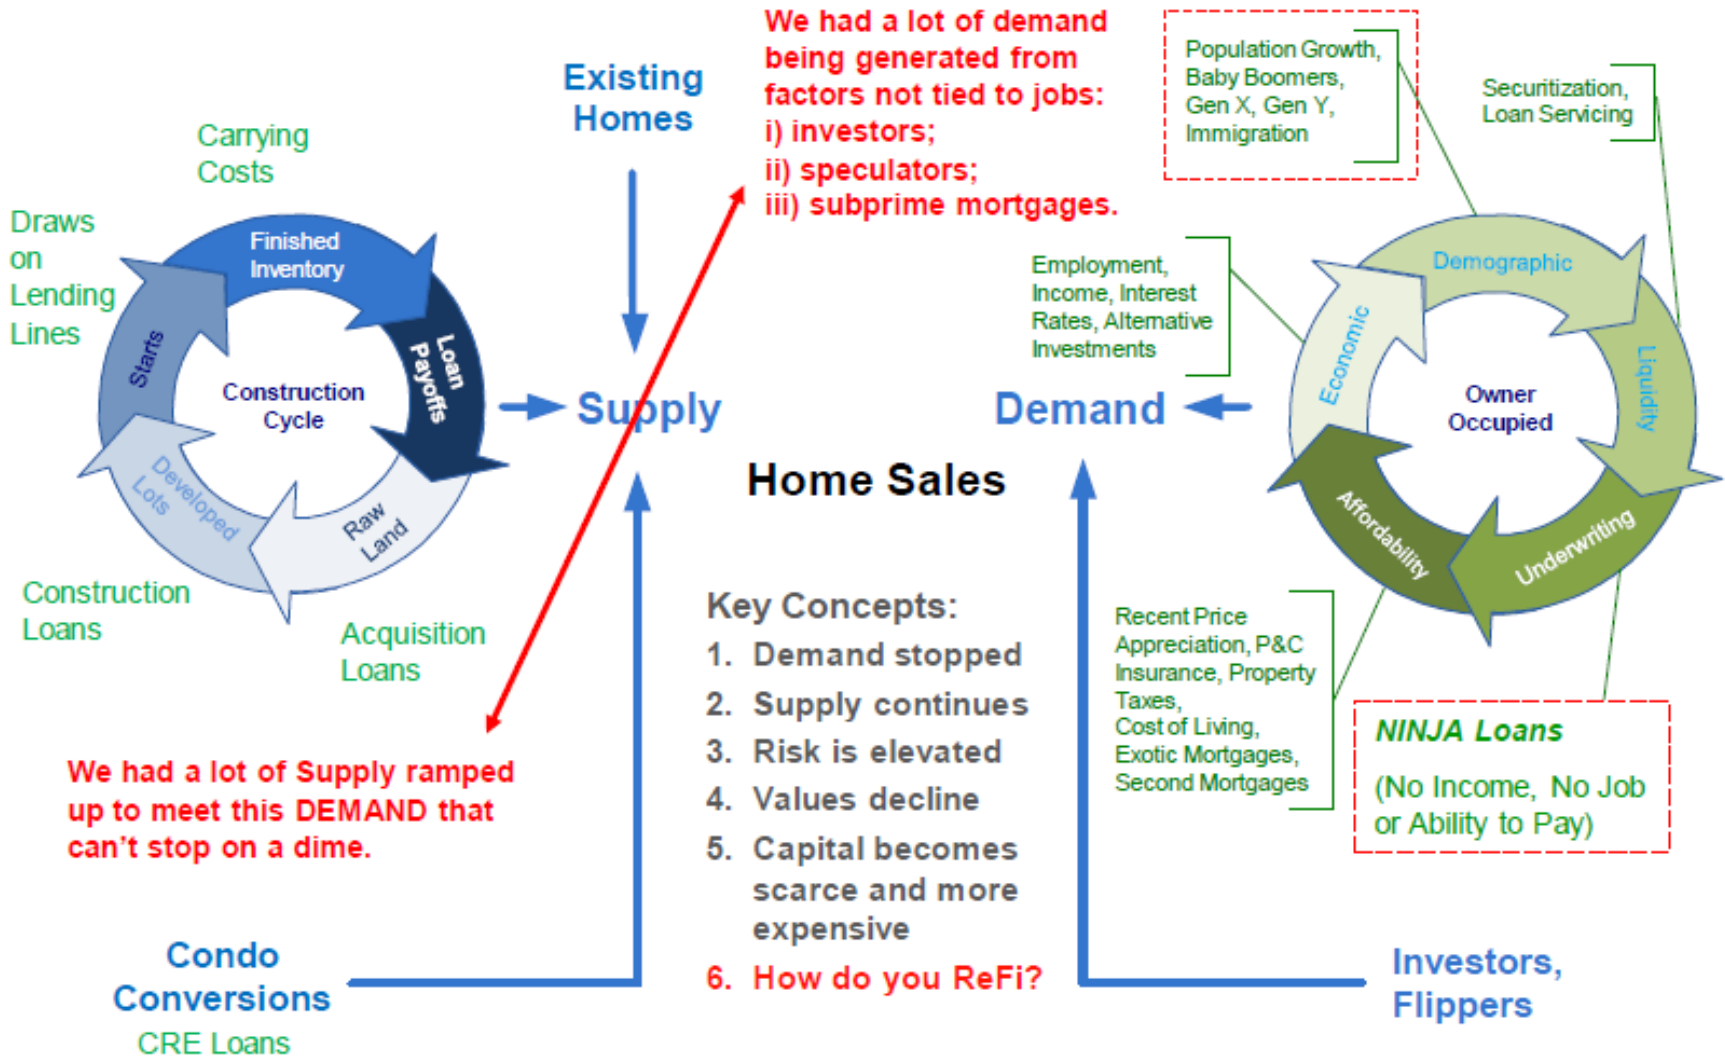 We had a lot of demand
being generated from
factors not tied to jobs:
i) investors;
ii) speculators;
iii) subprime mortgages.
Existing
Homes
Population Growth,
Baby Boomers,
Gen X, Gen Y,
Immigration
Securitization,
Loan Servicing
Carrying
Costs
Draws
on
Lending
Lines
Finished
Inventory
Loan
Payoffs
Raw
Land
Developed
Lots
Starts
Construction
Cycle
Construction
Loans
Acquisition
Loans
Supply
Demand
Home Sales
Employment,
Income, Interest
Rates, Alternative
Investments
Demographic
Liquidity
Underwriting
Affordability
Economic
Owner
Occupied
Key Concepts:
1. Demand stopped
2. Supply continues
3. Risk is elevated
4. Values decline
5. Capital becomes
scarce and more
expensive
6. How do you ReFi?
Recent Price
Appreciation, P&C
Insurance, Property
Taxes,
Cost of Living,
Exotic Mortgages,
Second Mortgages
NINJA Loans
(No Income, No Job
or Ability to Pay)
We had a lot of Supply ramped
up to meet this DEMAND that
can't stop on a dime.
Condo
Conversions
CRE Loans
Investors,
Flippers